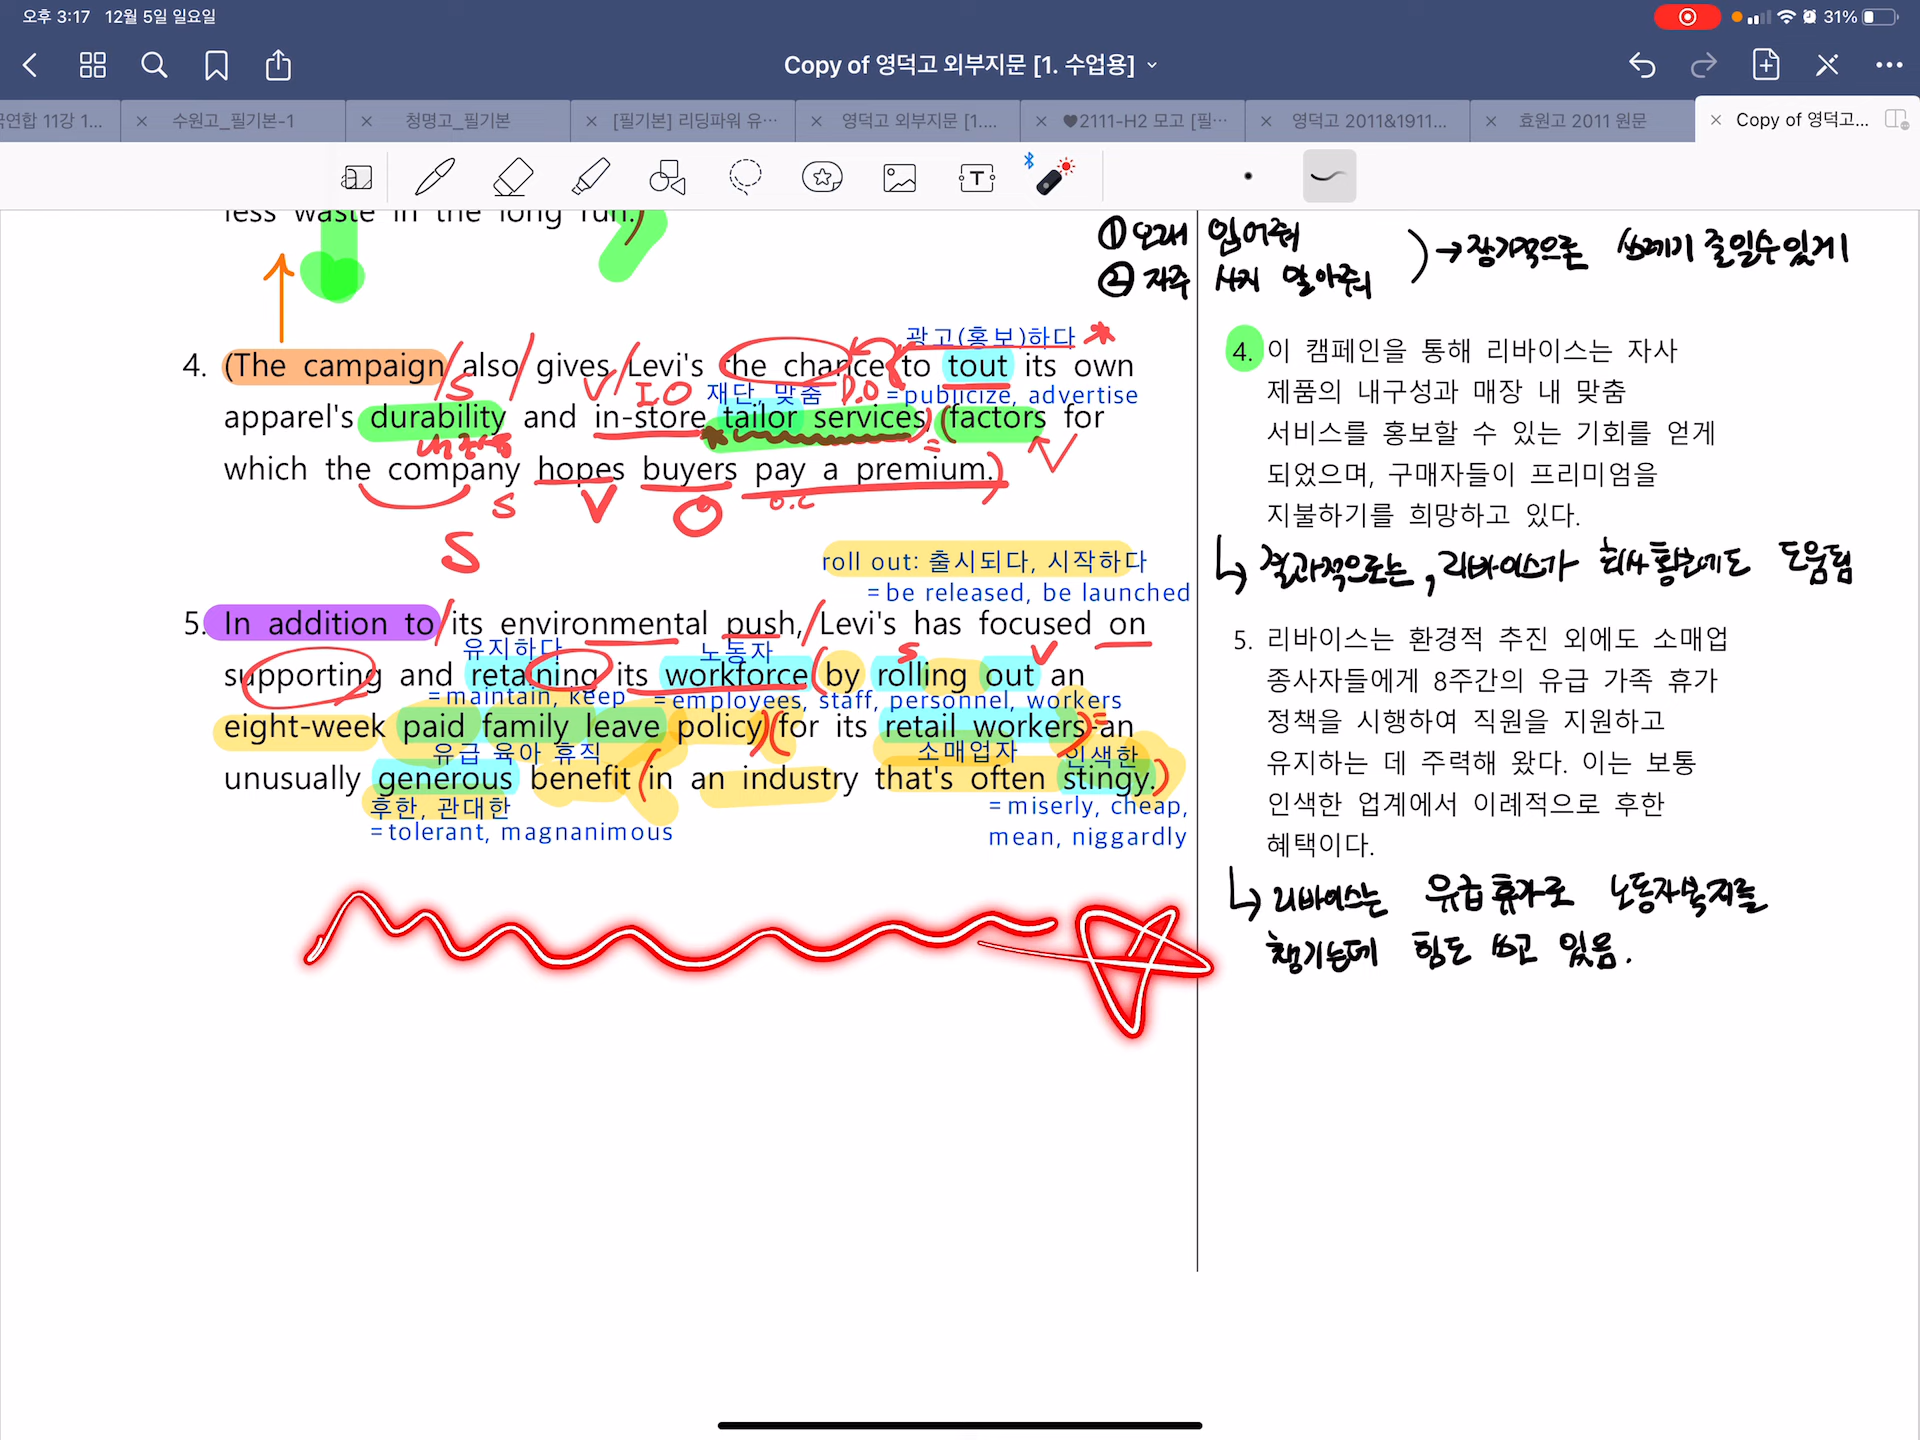 오후 3:17 12월 5일 일요일
31%
Copy of 영덕고 외부지문 [1. 수업용]
국연합 11강 1...
수원고_필기본-1
청명고_필기본
[필기본] 리딩파워 유...
영덕고 외부지문 [1....
♥2111-H2 모고 [필...
영덕고 2011&1911...
효원고 2011 원문
Copy of 영덕고...
less waste in the long run.)
① 오래 입어줘
② 자주 사지 말아줘
→ 장기적으론 쓰레기 줄일수있게
광고(홍보)하다 *
4. (The campaign / also / gives / Levi's the chance to tout its own
S V I.O 재단, 맞춤 D.O = publicize, advertise
apparel's durability and in-store tailor services, (factors for
내구성
which the company hopes buyers pay a premium.)
S V O o.c
S
roll out: 출시되다, 시작하다
= be released, be launched
5. In addition to / its environmental push, / Levi's has focused on
유지하다 노동자 S V
supporting and retaining its workforce (by rolling out an
= maintain, keep = employees, staff, personnel, workers
eight-week paid family leave policy) (for its retail workers)=an
유급 육아 휴직 소매업자 인색한
unusually generous benefit (in an industry that's often stingy.)
후한, 관대한 = miserly, cheap,
= tolerant, magnanimous mean, niggardly
4. 이 캠페인을 통해 리바이스는 자사
제품의 내구성과 매장 내 맞춤
서비스를 홍보할 수 있는 기회를 얻게
되었으며, 구매자들이 프리미엄을
지불하기를 희망하고 있다.
↳ 결과적으로는, 리바이스가 회사 황보에도 도움됨
5. 리바이스는 환경적 추진 외에도 소매업
종사자들에게 8주간의 유급 가족 휴가
정책을 시행하여 직원을 지원하고
유지하는 데 주력해 왔다. 이는 보통
인색한 업계에서 이례적으로 후한
혜택이다.
↳ 리바이스는 유급휴가로 노동자복지를
챙기는데 힘도 쓰고 있음.